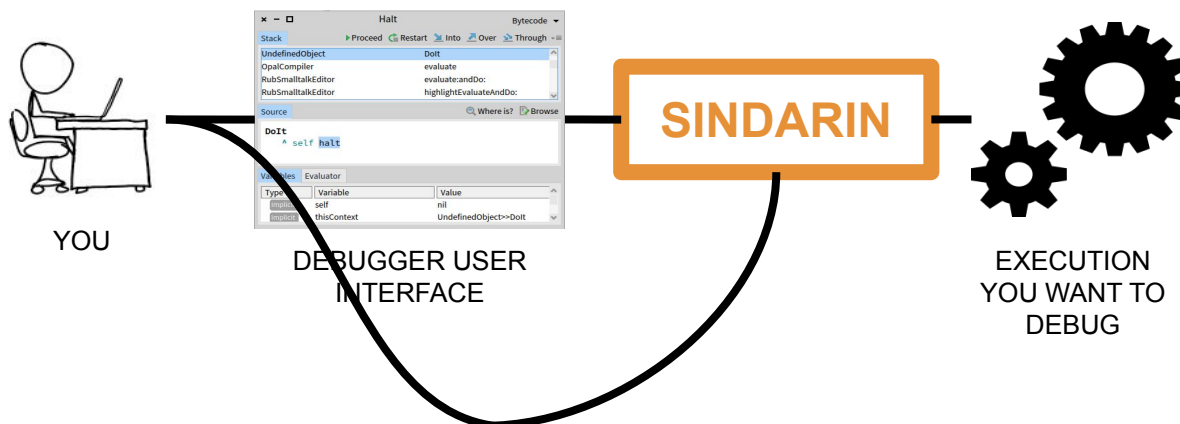 Halt
Bytecode
Stack
Proceed Restart Into Over Through
UndefinedObject DoIt
OpalCompiler evaluate
RubSmalltalkEditor evaluate:andDo:
RubSmalltalkEditor highlightEvaluateAndDo:
Source Where is? Browse
DoIt
^ self halt
Variables Evaluator
Type Variable Value
implicit self nil
implicit thisContext UndefinedObject>>DoIt
SINDARIN
YOU
DEBUGGER USER
INTERFACE
EXECUTION
YOU WANT TO
DEBUG